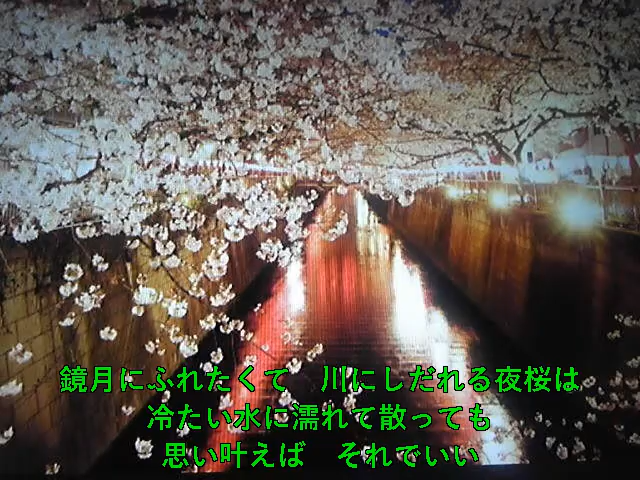 鏡月にふれたくて　川にしだれる夜桜は
冷たい水に濡れて散っても
思い叶えば　それでいい